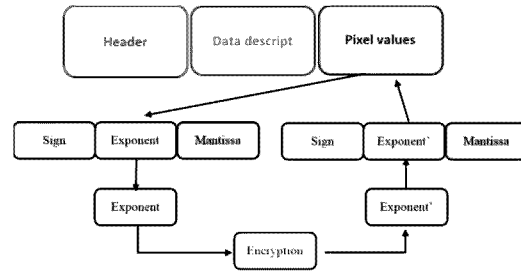 Header
Data descript
Pixel values
Sign Exponent Mantissa
Sign Exponent` Mantissa
Exponent
Exponent`
Encryption